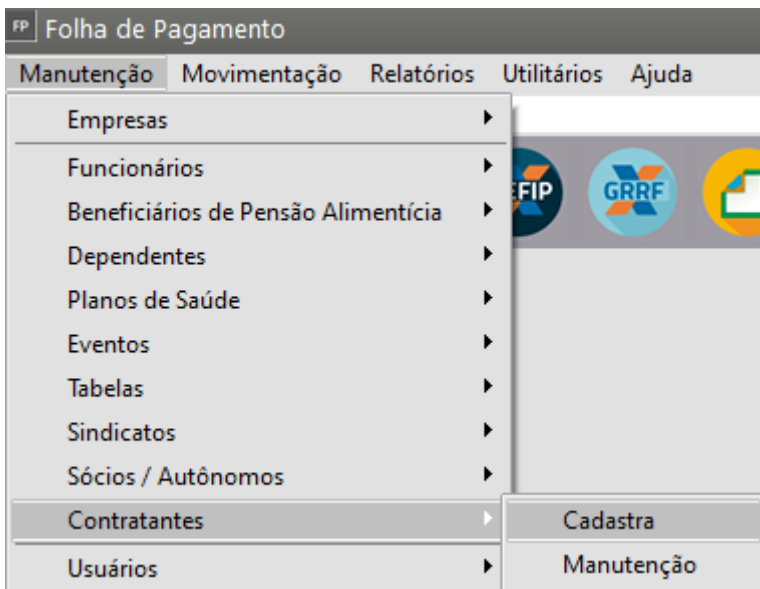 FP Folha de Pagamento
Manutenção Movimentação Relatórios Utilitários Ajuda
Empresas
Funcionários
EFIP GRRF
Beneficiários de Pensão Alimentícia
Dependentes
Planos de Saúde
Eventos
Tabelas
Sindicatos
Sócios / Autônomos
Contratantes Cadastra
Usuários Manutenção